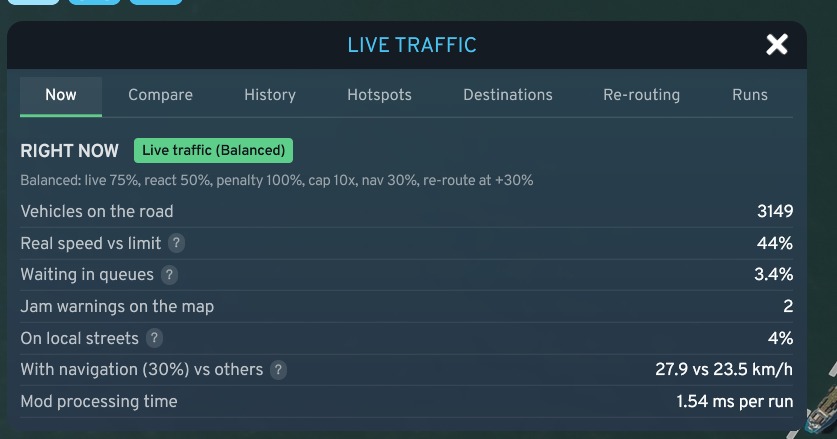 LIVE TRAFFIC
Now Compare History Hotspots Destinations Re-routing Runs
RIGHT NOW Live traffic (Balanced)
Balanced: live 75%, react 50%, penalty 100%, cap 10x, nav 30%, re-route at +30%
Vehicles on the road 3149
Real speed vs limit ? 44%
Waiting in queues ? 3.4%
Jam warnings on the map 2
On local streets ? 4%
With navigation (30%) vs others ? 27.9 vs 23.5 km/h
Mod processing time 1.54 ms per run